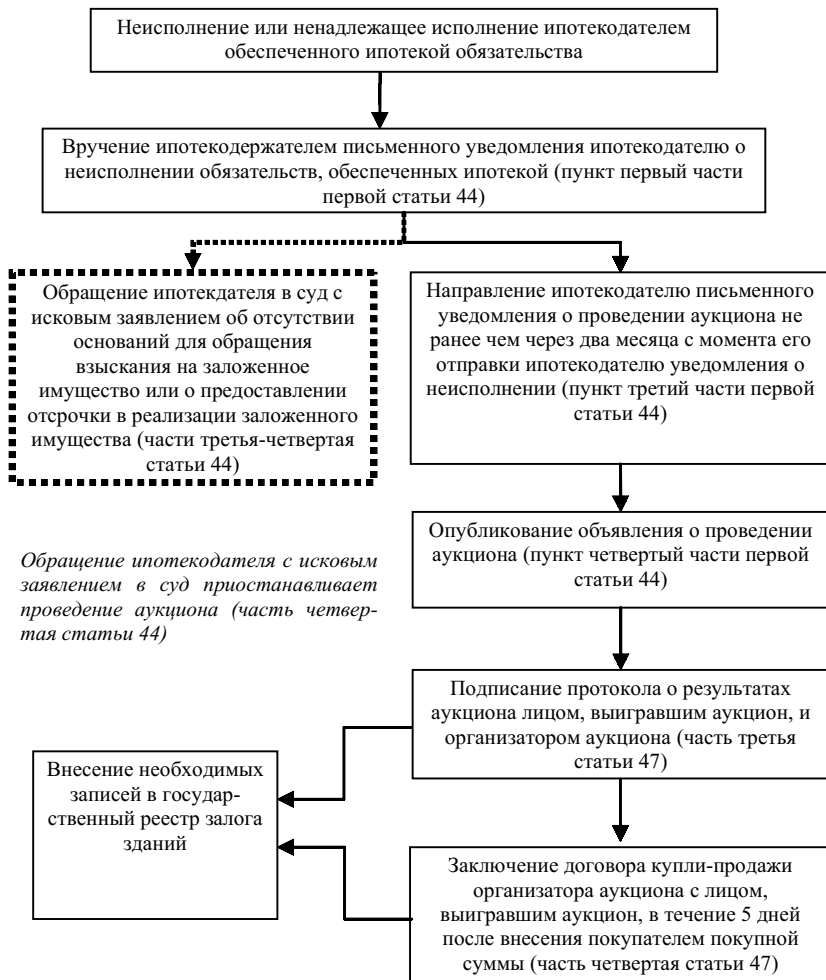 Неисполнение или ненадлежащее исполнение ипотекодателем
обеспеченного ипотекой обязательства
Вручение ипотекодержателем письменного уведомления ипотекодателю о
неисполнении обязательств, обеспеченных ипотекой (пункт первый части
первой статьи 44)
Обращение ипотекдателя в суд с
исковым заявлением об отсутствии
оснований для обращения
взыскания на заложенное
имущество или о предоставлении
отсрочки в реализации заложенного
имущества (части третья-четвертая
статьи 44)
Направление ипотекодателю письменного
уведомления о проведении аукциона не
ранее чем через два месяца с момента его
отправки ипотекодателю уведомления о
неисполнении (пункт третий части первой
статьи 44)
Опубликование объявления о проведении
аукциона (пункт четвертый части первой
статьи 44)
Обращение ипотекодателя с исковым
заявлением в суд приостанавливает
проведение аукциона (часть четвер-
тая статьи 44)
Подписание протокола о результатах
аукциона лицом, выигравшим аукцион, и
организатором аукциона (часть третья
статьи 47)
Внесение необходимых
записей в государ-
ственный реестр залога
зданий
Заключение договора купли-продажи
организатора аукциона с лицом,
выигравшим аукцион, в течение 5 дней
после внесения покупателем покупной
суммы (часть четвертая статьи 47)